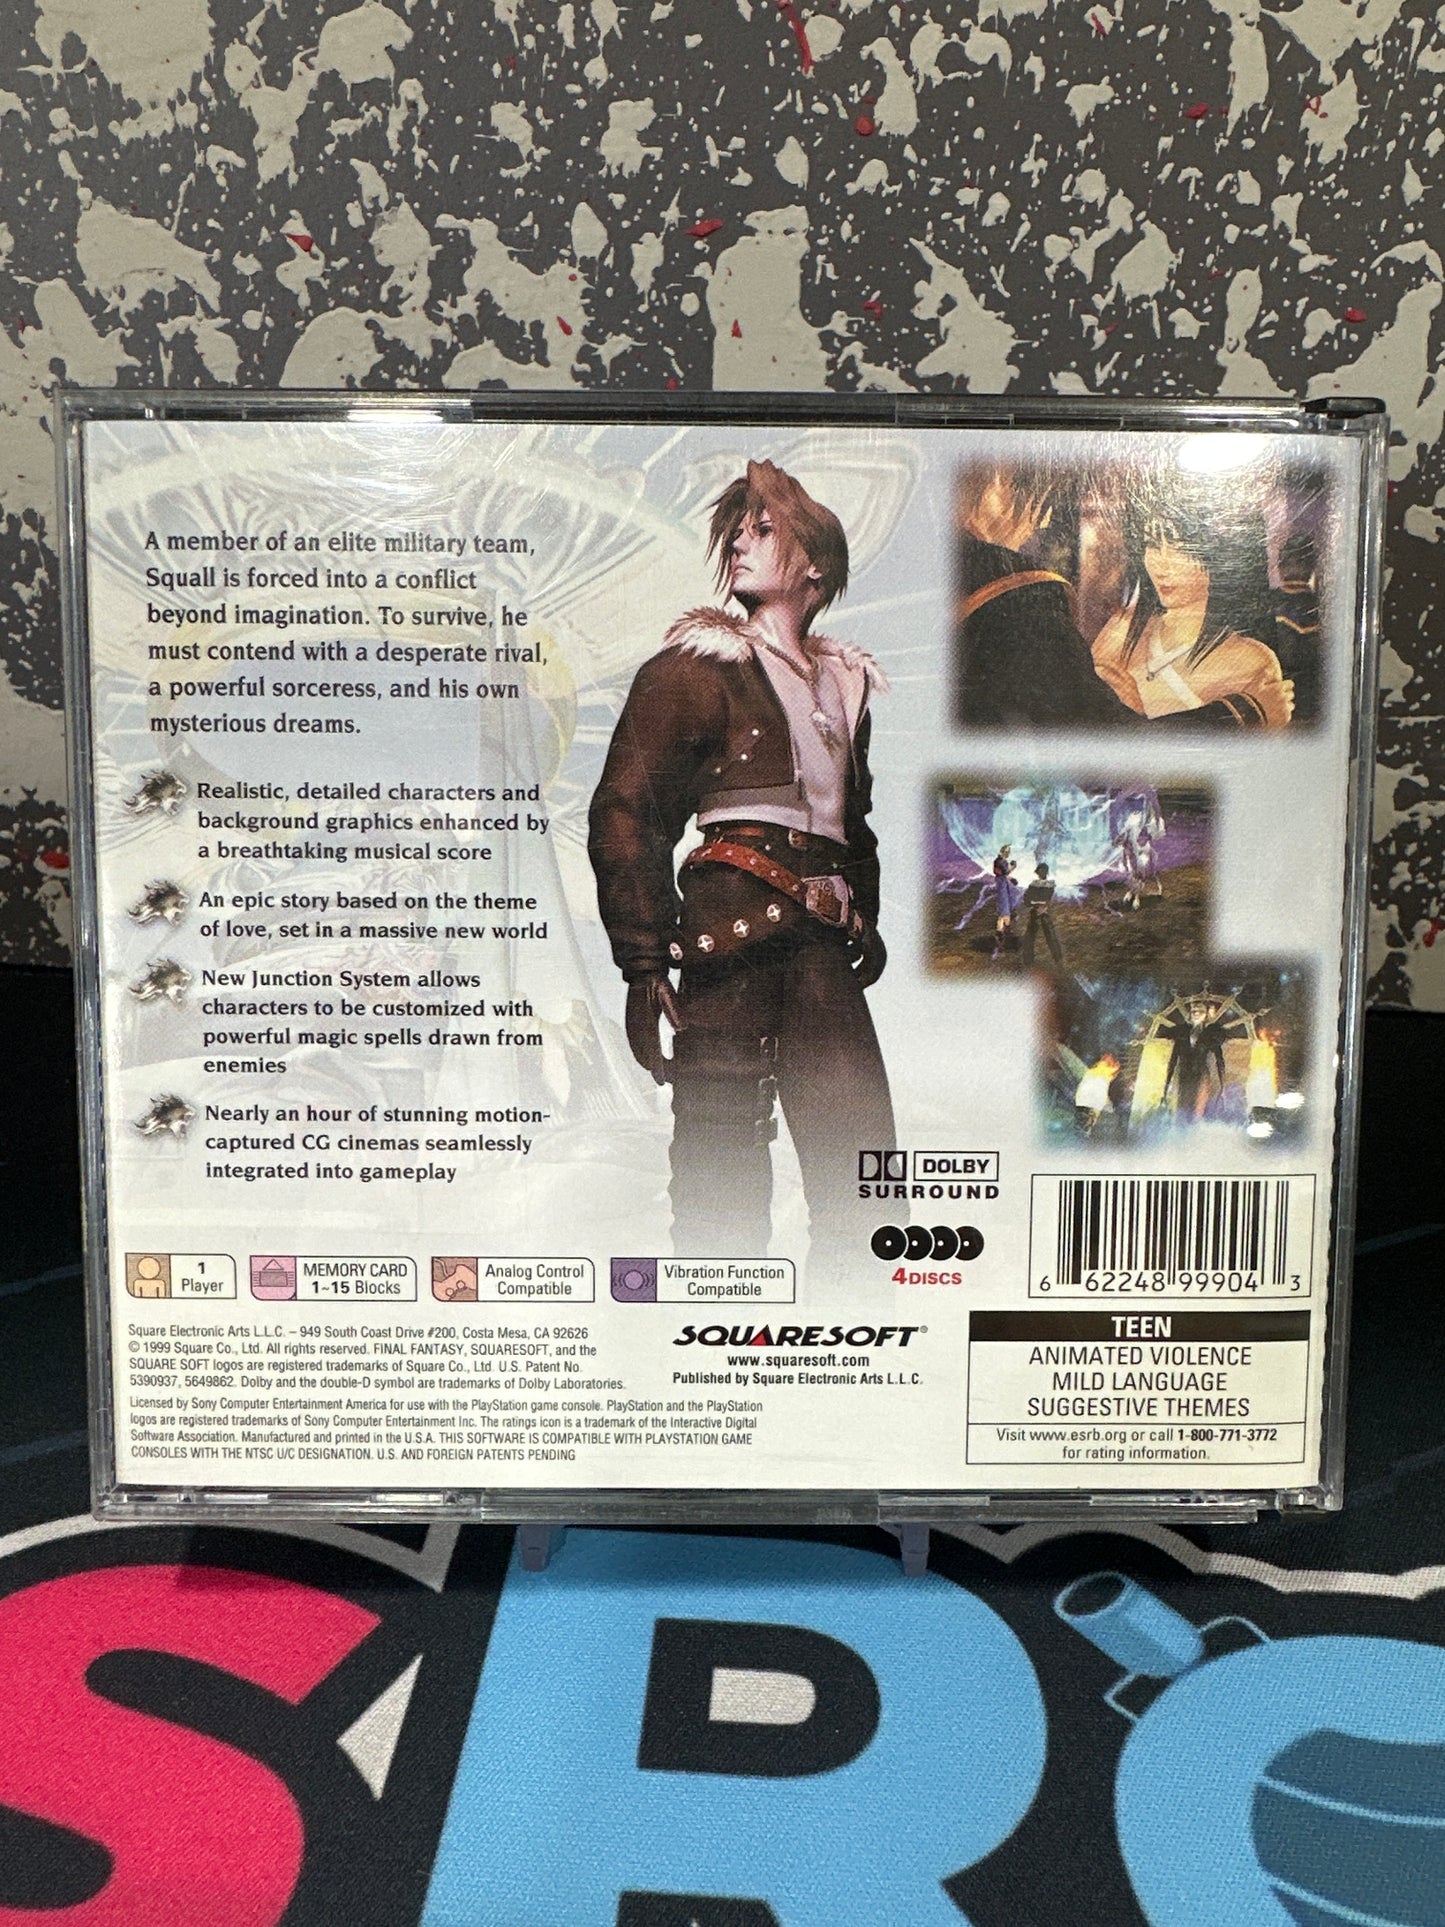 A member of an elite military team,
Squall is forced into a conflict
beyond imagination. To survive, he
must contend with a desperate rival,
a powerful sorceress, and his own
mysterious dreams.
Realistic, detailed characters and
background graphics enhanced by
a breathtaking musical score
An epic story based on the theme
of love, set in a massive new world
New Junction System allows
characters to be customized with
powerful magic spells drawn from
enemies
Nearly an hour of stunning motion-
captured CG cinemas seamlessly
integrated into gameplay
DOLBY
SURROUND
4 DISCS
6 62248 99904 3
1
Player
MEMORY CARD
1~15 Blocks
Analog Control
Compatible
Vibration Function
Compatible
Square Electronic Arts L.L.C. – 949 South Coast Drive #200, Costa Mesa, CA 92626
© 1999 Square Co., Ltd. All rights reserved. FINAL FANTASY, SQUARESOFT, and the
SQUARE SOFT logos are registered trademarks of Square Co., Ltd. U.S. Patent No.
5390937, 5649862. Dolby and the double-D symbol are trademarks of Dolby Laboratories.
Licensed by Sony Computer Entertainment America for use with the PlayStation game console. PlayStation and the PlayStation
logos are registered trademarks of Sony Computer Entertainment Inc. The ratings icon is a trademark of the Interactive Digital
Software Association. Manufactured and printed in the U.S.A. THIS SOFTWARE IS COMPATIBLE WITH PLAYSTATION GAME
CONSOLES WITH THE NTSC U/C DESIGNATION. U.S. AND FOREIGN PATENTS PENDING
SQUARESOFT®
www.squaresoft.com
Published by Square Electronic Arts L.L.C.
TEEN
ANIMATED VIOLENCE
MILD LANGUAGE
SUGGESTIVE THEMES
Visit www.esrb.org or call 1-800-771-3772
for rating information.
SRG